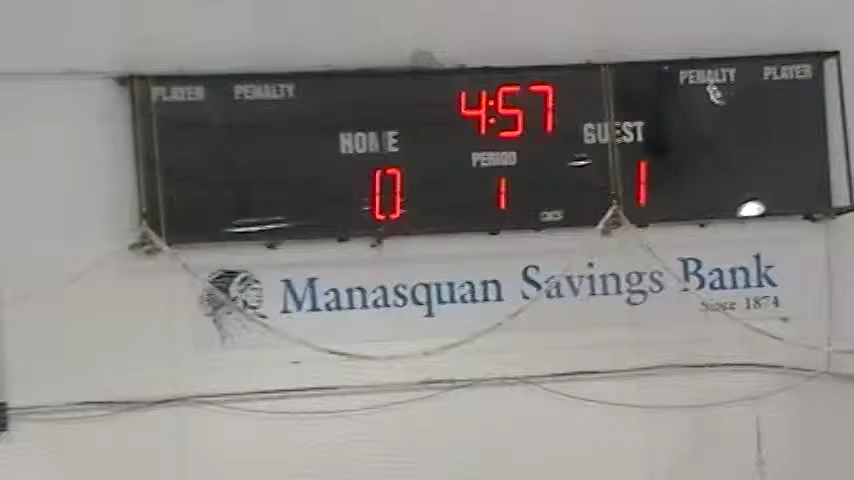 PLAYER PENALTY 4:57 PENALTY PLAYER
HOME GUEST
PERIOD
0 1 1
Manasquan Savings Bank
Since 1874